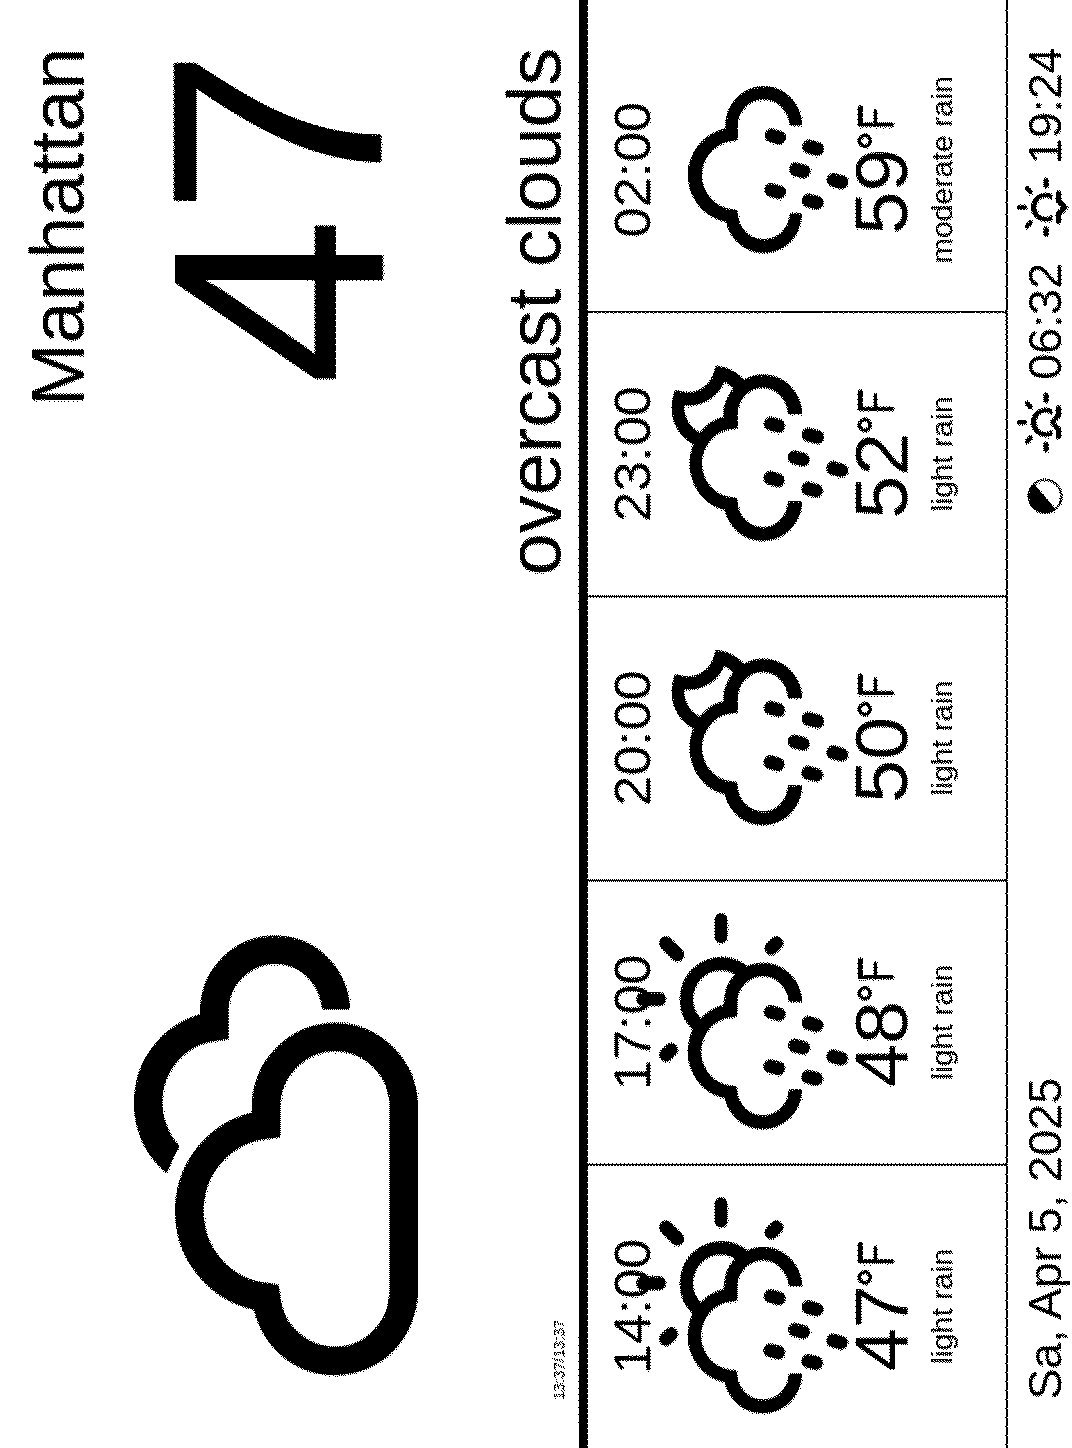 Manhattan
47
overcast clouds
13:37/13:37
14:00 17:00 20:00 23:00 02:00
47°F 48°F 50°F 52°F 59°F
light rain light rain light rain light rain moderate rain
Sa, Apr 5, 2025 06:32 19:24